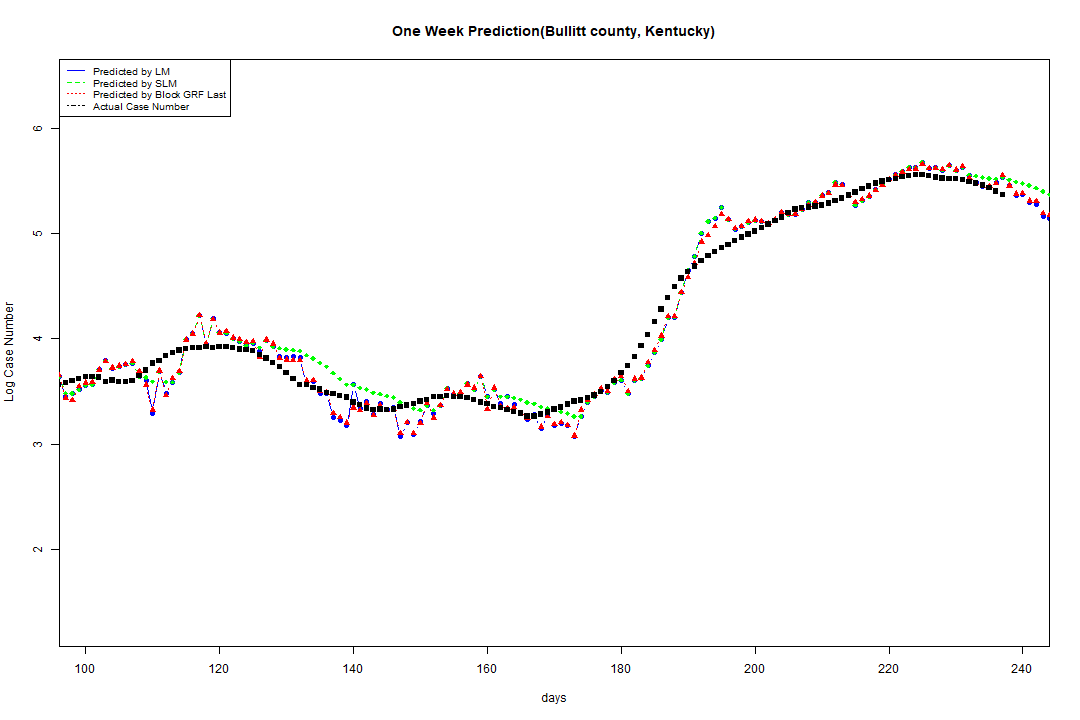 One Week Prediction(Bullitt county, Kentucky)
Predicted by LM
Predicted by SLM
Predicted by Block GRF Last
Actual Case Number
6
5
4
3
2
Log Case Number
100 120 140 160 180 200 220 240
days